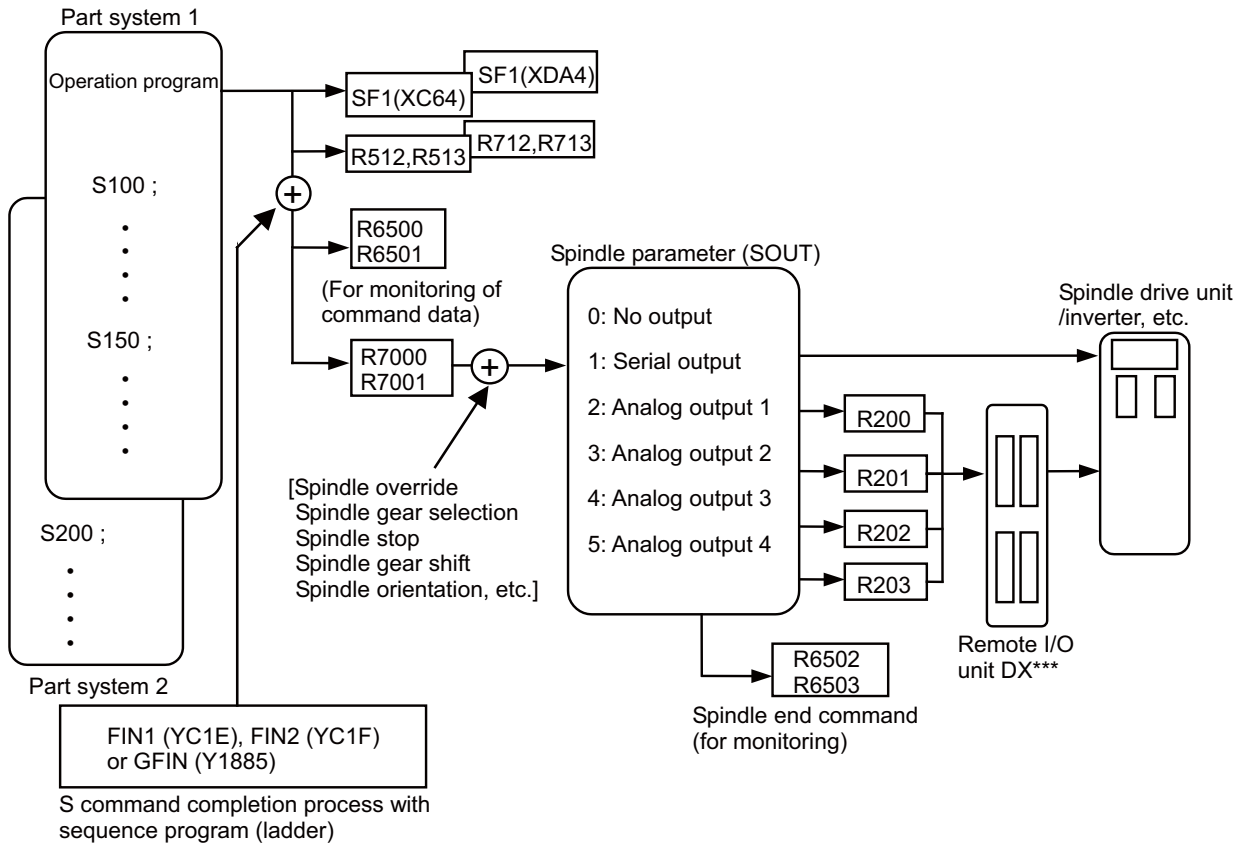 Part system 1
Operation program
S100 ;
S150 ;
S200 ;
Part system 2
SF1(XC64)
SF1(XDA4)
R512,R513
R712,R713
+
R6500
R6501
(For monitoring of
command data)
R7000
R7001
+
[Spindle override
Spindle gear selection
Spindle stop
Spindle gear shift
Spindle orientation, etc.]
Spindle parameter (SOUT)
0: No output
1: Serial output
2: Analog output 1
3: Analog output 2
4: Analog output 3
5: Analog output 4
R200
R201
R202
R203
Spindle drive unit
/inverter, etc.
Remote I/O
unit DX***
R6502
R6503
Spindle end command
(for monitoring)
FIN1 (YC1E), FIN2 (YC1F)
or GFIN (Y1885)
S command completion process with
sequence program (ladder)